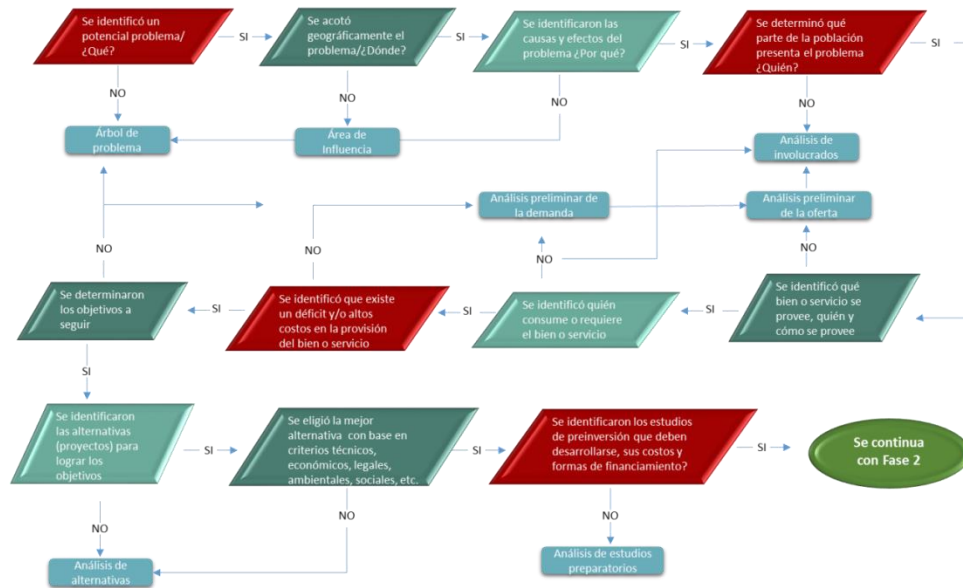 Se identificó un
potencial problema/
¿Qué?
SI
Se acotó
geográficamente el
problema/¿Dónde?
SI
Se identificaron las
causas y efectos del
problema ¿Por qué?
SI
Se determinó qué
parte de la población
presenta el problema
¿Quién?
SI
NO
NO
NO
NO
Árbol de
problema
Área de
Influencia
Análisis de
involucrados
Análisis preliminar de
la demanda
Análisis preliminar
de la oferta
NO
NO
NO
NO
Se determinaron
los objetivos a
seguir
SI
Se identificó que existe
un déficit y/o altos
costos en la provisión
del bien o servicio
SI
Se identificó quién
consume o requiere
el bien o servicio
SI
Se identificó qué
bien o servicio se
provee, quién y
cómo se provee
SI
Se identificaron
las alternativas
(proyectos) para
lograr los
objetivos
SI
Se eligió la mejor
alternativa con base en
criterios técnicos,
económicos, legales,
ambientales, sociales, etc.
SI
Se identificaron los estudios
de preinversión que deben
desarrollarse, sus costos y
formas de financiamiento?
SI
Se continua
con Fase 2
NO
NO
NO
Análisis de
alternativas
Análisis de estudios
preparatorios